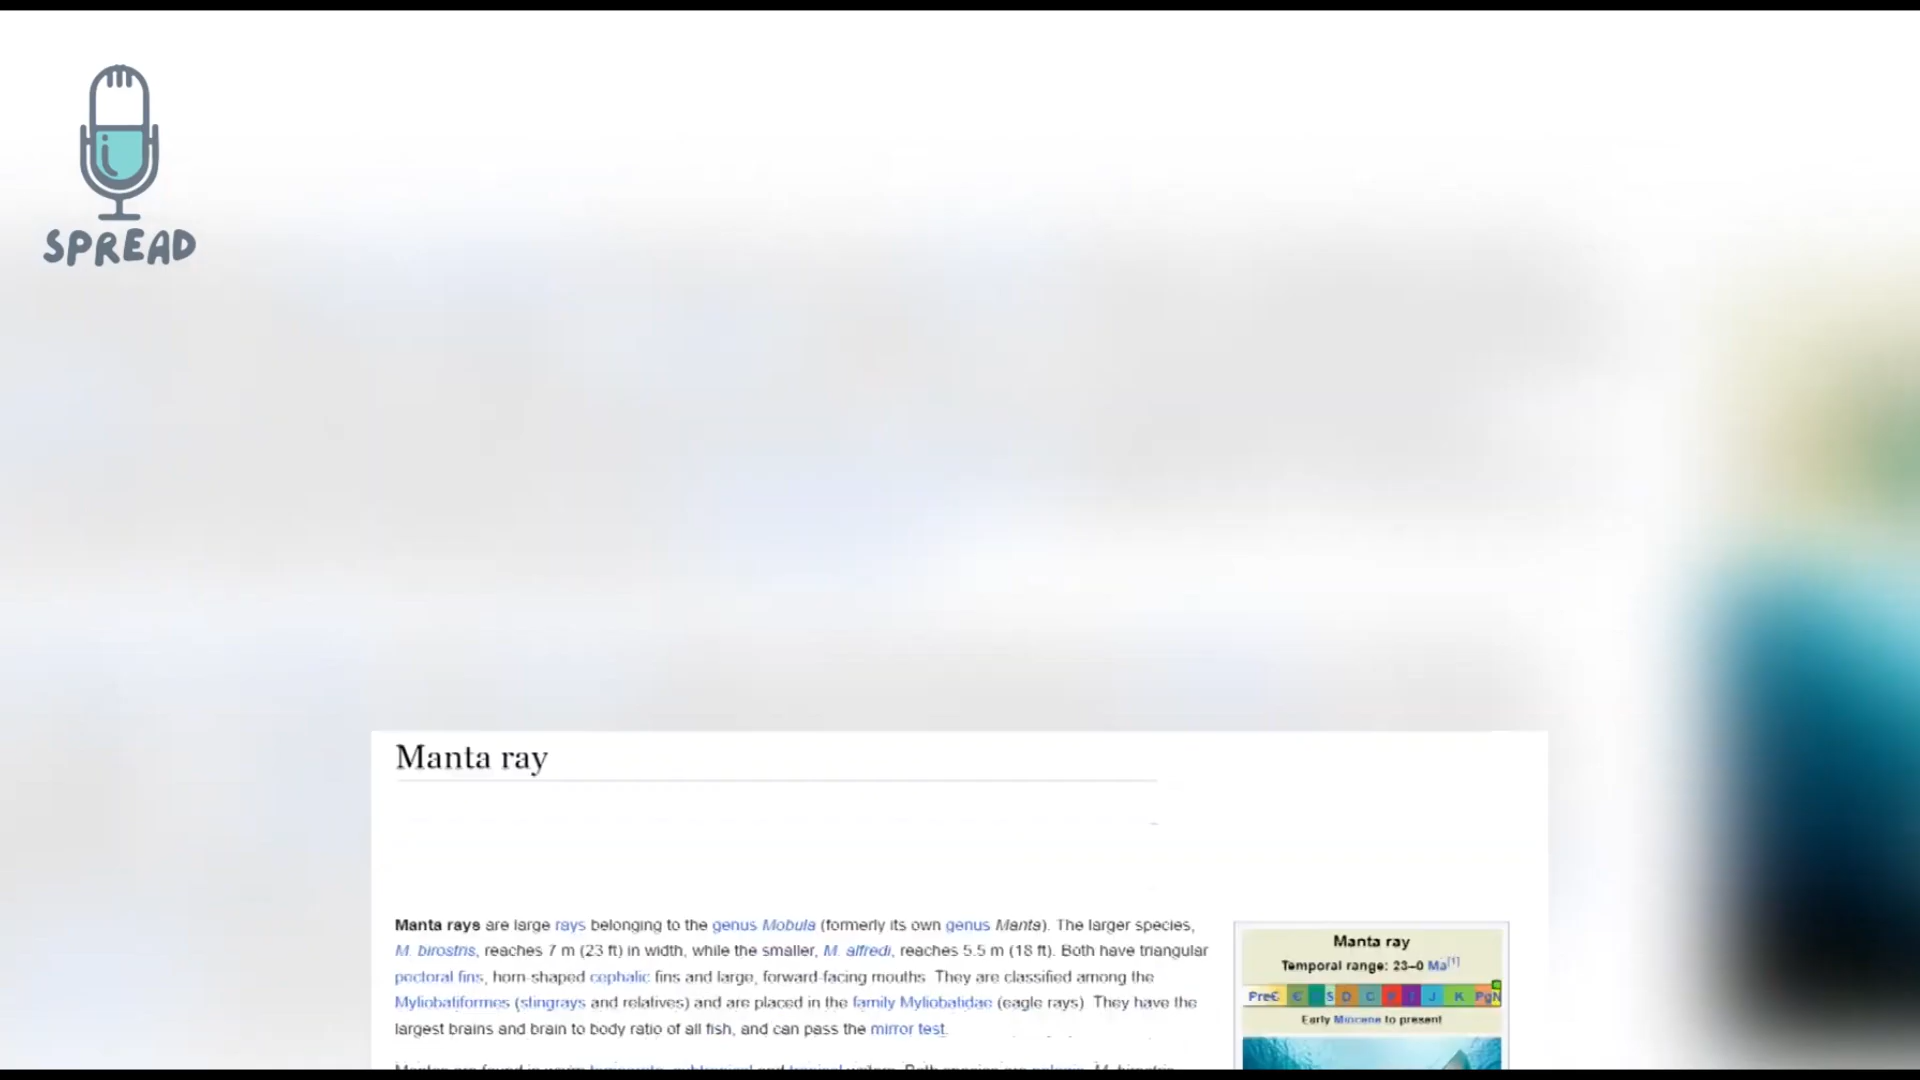 SPREAD
Manta ray
Manta rays are large rays belonging to the genus Mobula (formerly its own genus Manta). The larger species,
M. birostris, reaches 7 m (23 ft) in width, while the smaller, M. alfredi, reaches 5.5 m (18 ft). Both have triangular
pectoral fins, horn-shaped cephalic fins and large, forward-facing mouths. They are classified among the
Myliobatiformes (stingrays and relatives) and are placed in the family Myliobatidae (eagle rays). They have the
largest brains and brain to body ratio of all fish, and can pass the mirror test.
Manta ray
Temporal range: 23–0 Ma[1]
PreꞒ Ꞓ S D C J K PgN
Early Miocene to present